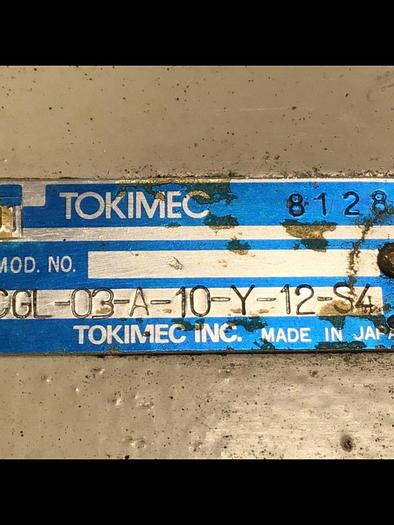 TOKIMEC 8128
MOD. NO.
CGL-03-A-10-Y-12-S4
TOKIMEC INC. MADE IN JAPA